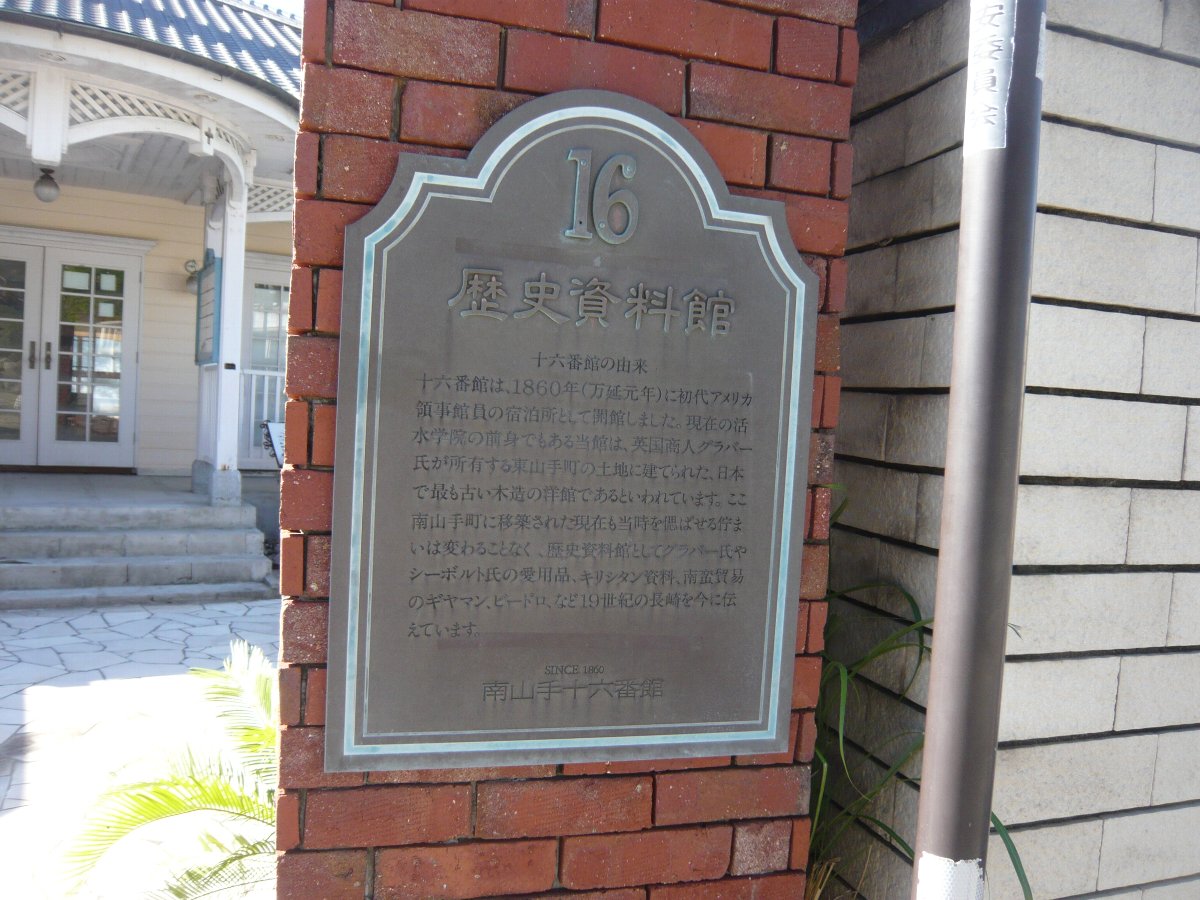 16
歴史資料館
十六番館の由来
十六番館は、1860年(万延元年)に初代アメリカ
領事館員の宿泊所として開館しました。現在の活
水学院の前身でもある当館は、英国商人グラバー
氏が所有する東山手町の土地に建てられた、日本
で最も古い木造の洋館であるといわれています。ここ
南山手町に移築された現在も当時を偲ばせる佇ま
いは変わることなく、歴史資料館としてグラバー氏や
シーボルト氏の愛用品、キリシタン資料、南蛮貿易
のギヤマン、ビードロ、など19世紀の長崎を今に伝
えています。
SINCE 1860
南山手十六番館